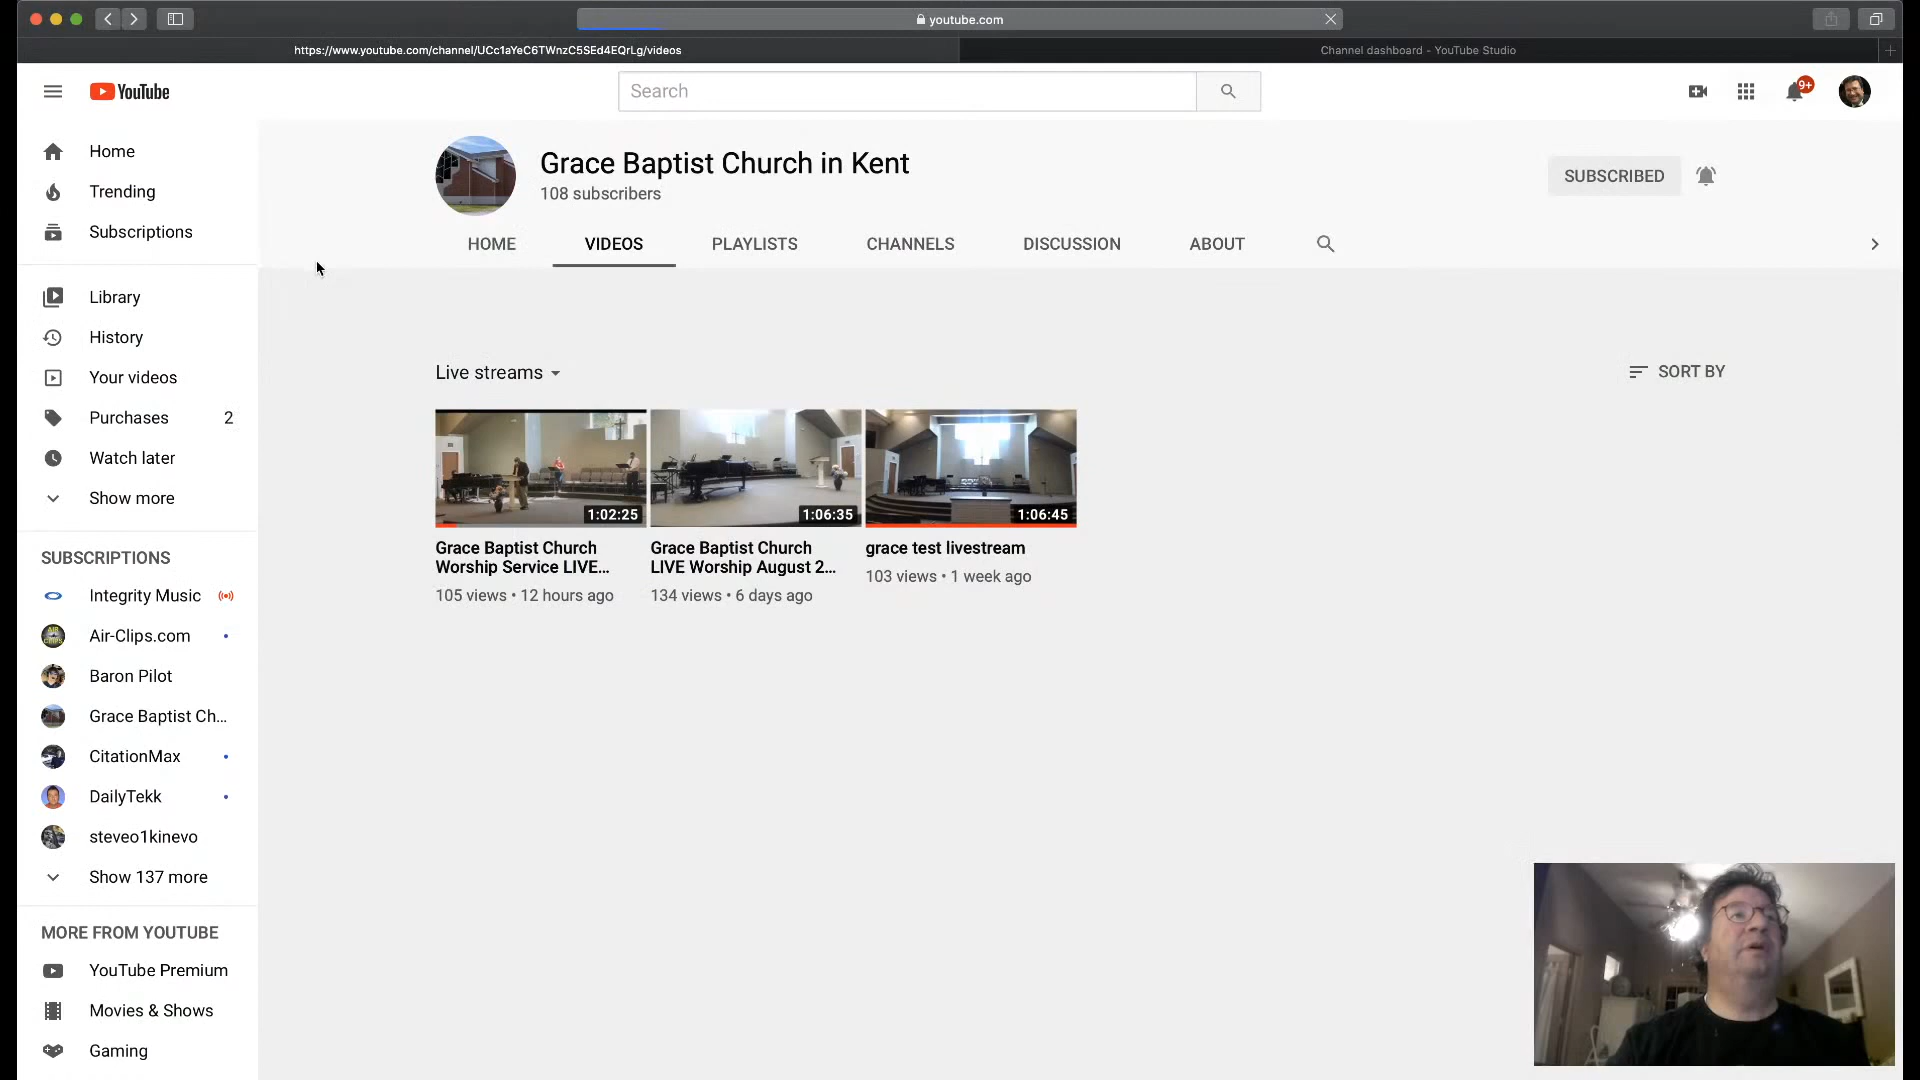 youtube.com
https://www.youtube.com/channel/UCc1aYeC6TWnzC5SEd4EQrLg/videos
Channel dashboard - YouTube Studio
YouTube
Search
9+
Home
Trending
Subscriptions
Library
History
Your videos
Purchases 2
Watch later
Show more
SUBSCRIPTIONS
Integrity Music
Air-Clips.com
Baron Pilot
Grace Baptist Ch...
CitationMax
DailyTekk
steveo1kinevo
Show 137 more
MORE FROM YOUTUBE
YouTube Premium
Movies & Shows
Gaming
Grace Baptist Church in Kent
108 subscribers
SUBSCRIBED
HOME VIDEOS PLAYLISTS CHANNELS DISCUSSION ABOUT
Live streams
SORT BY
1:02:25
Grace Baptist Church
Worship Service LIVE...
105 views • 12 hours ago
1:06:35
Grace Baptist Church
LIVE Worship August 2...
134 views • 6 days ago
1:06:45
grace test livestream
103 views • 1 week ago